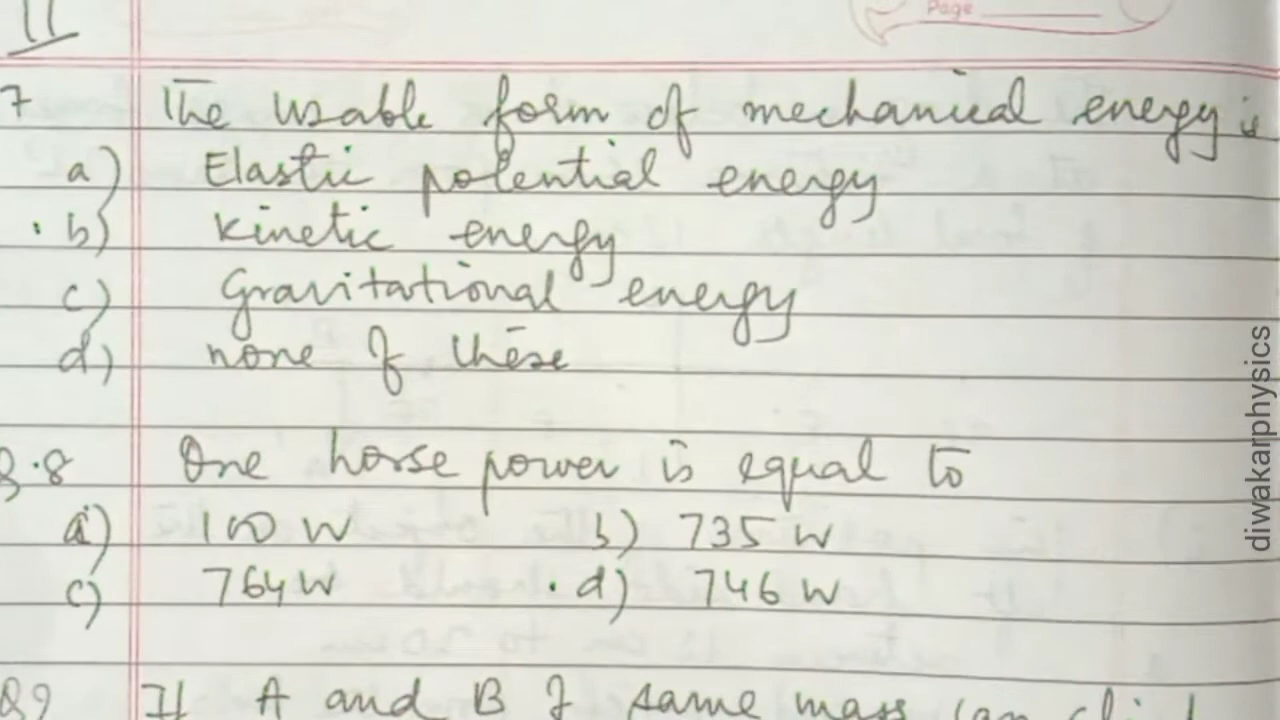 11
Page
7 The usable form of mechanical energy is
a) Elastic potential energy
b) kinetic energy
c) Gravitational energy
d) none of these
Q.8 One horse power is equal to
a) 100 W b) 735 W
c) 764 W d) 746 W
Q9 If A and B of same mass can
diwakarphysics